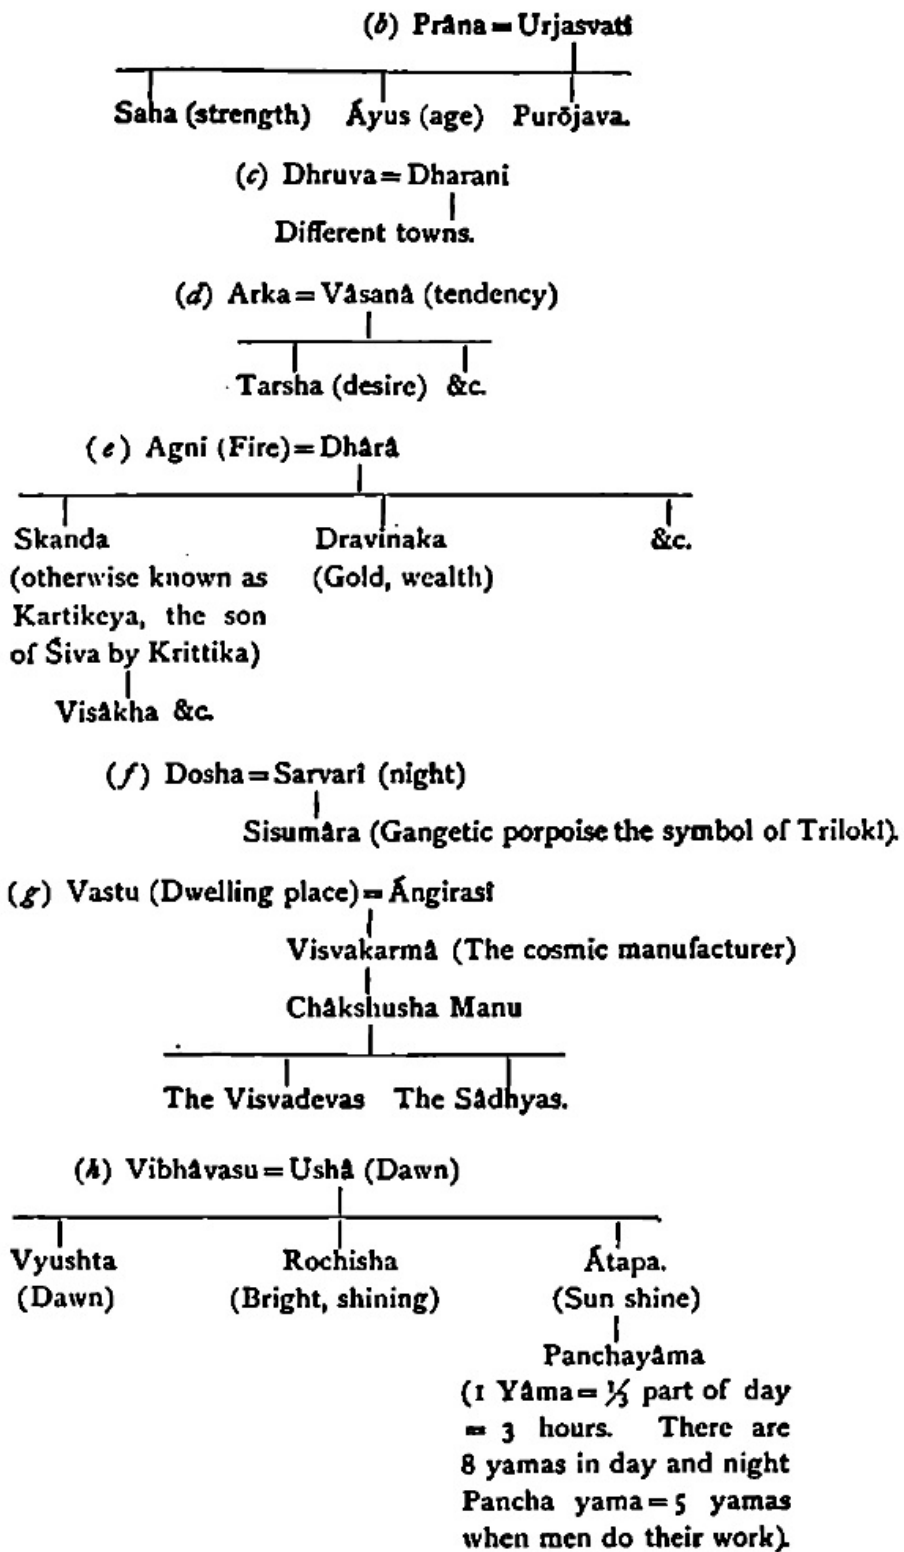 (b) Prâna = Urjasvatî
Saha (strength) Áyus (age) Purōjava.
(c) Dhruva = Dharani
Different towns.
(d) Arka = Vâsanâ (tendency)
Tarsha (desire) &c.
(e) Agni (Fire) = Dhârâ
Skanda Dravinaka &c.
(otherwise known as (Gold, wealth)
Kartikeya, the son
of Śiva by Krittika)
Visâkha &c.
(f) Dosha = Sarvarî (night)
Sisumâra (Gangetic porpoise the symbol of Trilokî).
(g) Vastu (Dwelling place) = Ángirasî
Visvakarmâ (The cosmic manufacturer)
Châkshusha Manu
The Visvadevas The Sâdhyas.
(h) Vibhâvasu = Ushâ (Dawn)
Vyushta Rochisha Átapa.
(Dawn) (Bright, shining) (Sun shine)
Panchayâma
(1 Yâma = ⅓ part of day
= 3 hours. There are
8 yamas in day and night
Pancha yama = 5 yamas
when men do their work).